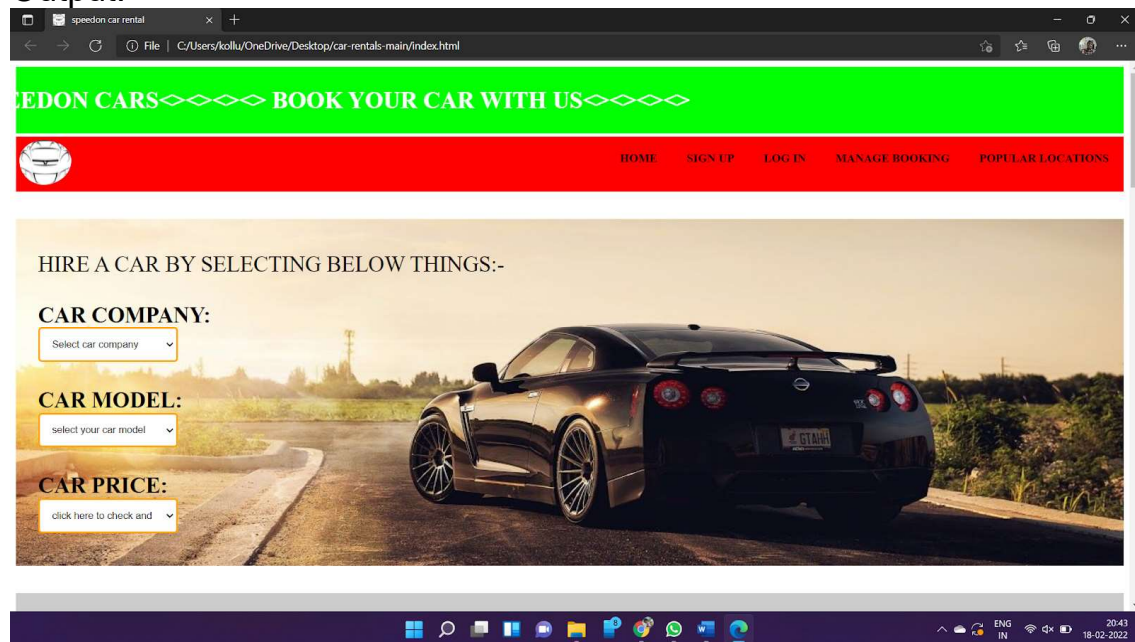 Output:
speedon car rental
File | C:/Users/kollu/OneDrive/Desktop/car-rentals-main/index.html
EEDON CARS<><><><> BOOK YOUR CAR WITH US<><><><>
HOME SIGN UP LOG IN MANAGE BOOKING POPULAR LOCATIONS
HIRE A CAR BY SELECTING BELOW THINGS:-
CAR COMPANY:
Select car company
CAR MODEL:
select your car model
CAR PRICE:
click here to check and
GTAHH
ENG
IN
20:43
18-02-2022